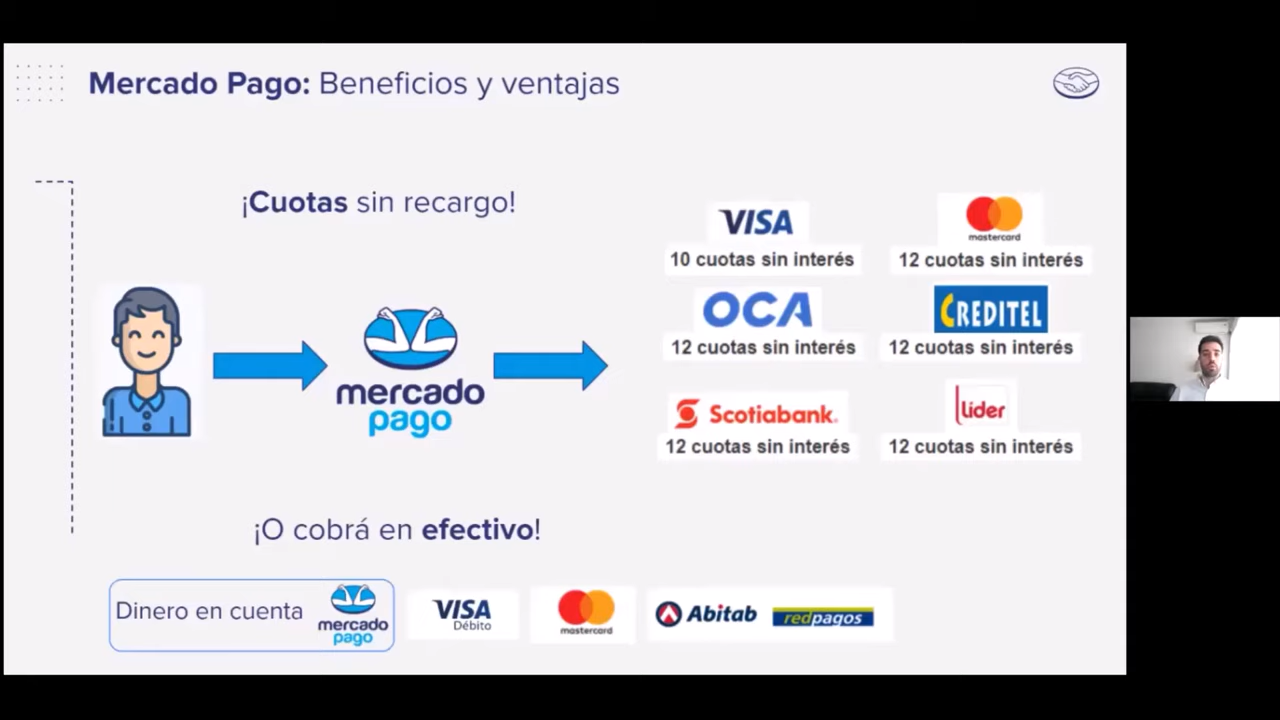 Mercado Pago: Beneficios y ventajas
¡Cuotas sin recargo!
VISA
10 cuotas sin interés
mastercard
12 cuotas sin interés
OCA
12 cuotas sin interés
CREDITEL
12 cuotas sin interés
Scotiabank.
12 cuotas sin interés
líder
12 cuotas sin interés
mercado
pago
¡O cobrá en efectivo!
Dinero en cuenta
mercado
pago
VISA
Débito
mastercard
Abitab
redpagos